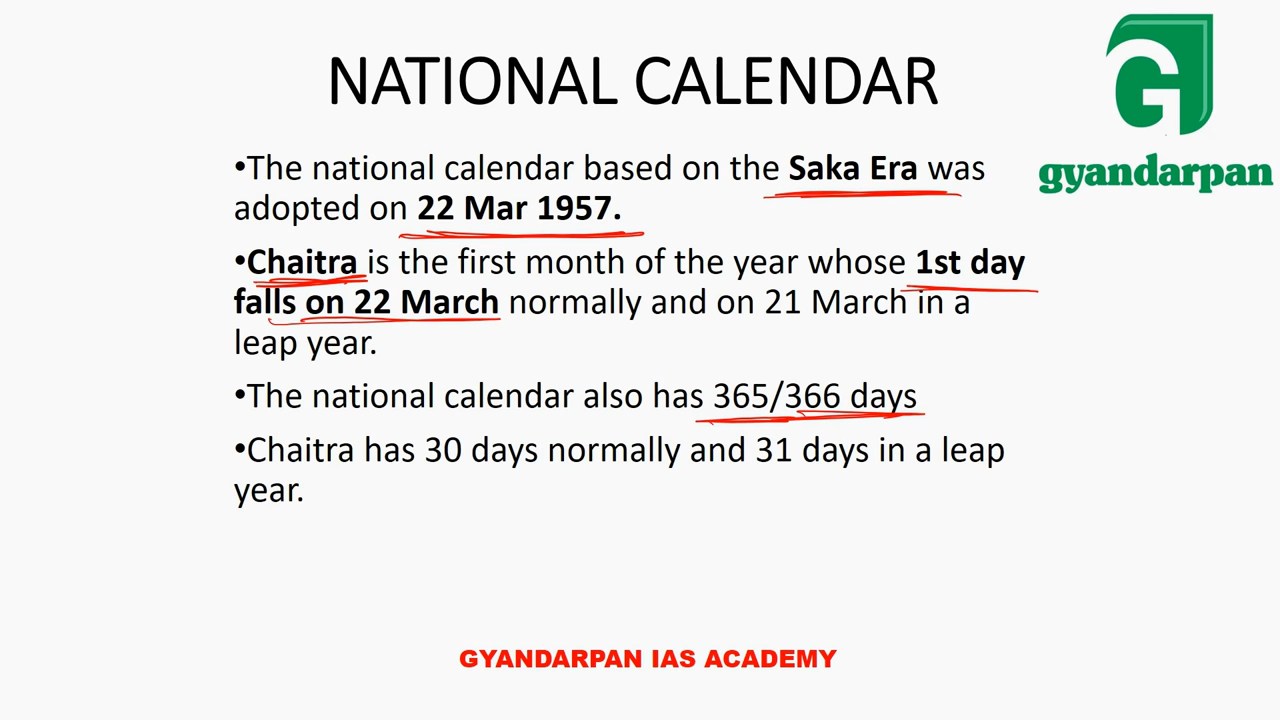 NATIONAL CALENDAR
G
gyandarpan
•The national calendar based on the Saka Era was
adopted on 22 Mar 1957.
•Chaitra is the first month of the year whose 1st day
falls on 22 March normally and on 21 March in a
leap year.
•The national calendar also has 365/366 days
•Chaitra has 30 days normally and 31 days in a leap
year.
GYANDARPAN IAS ACADEMY